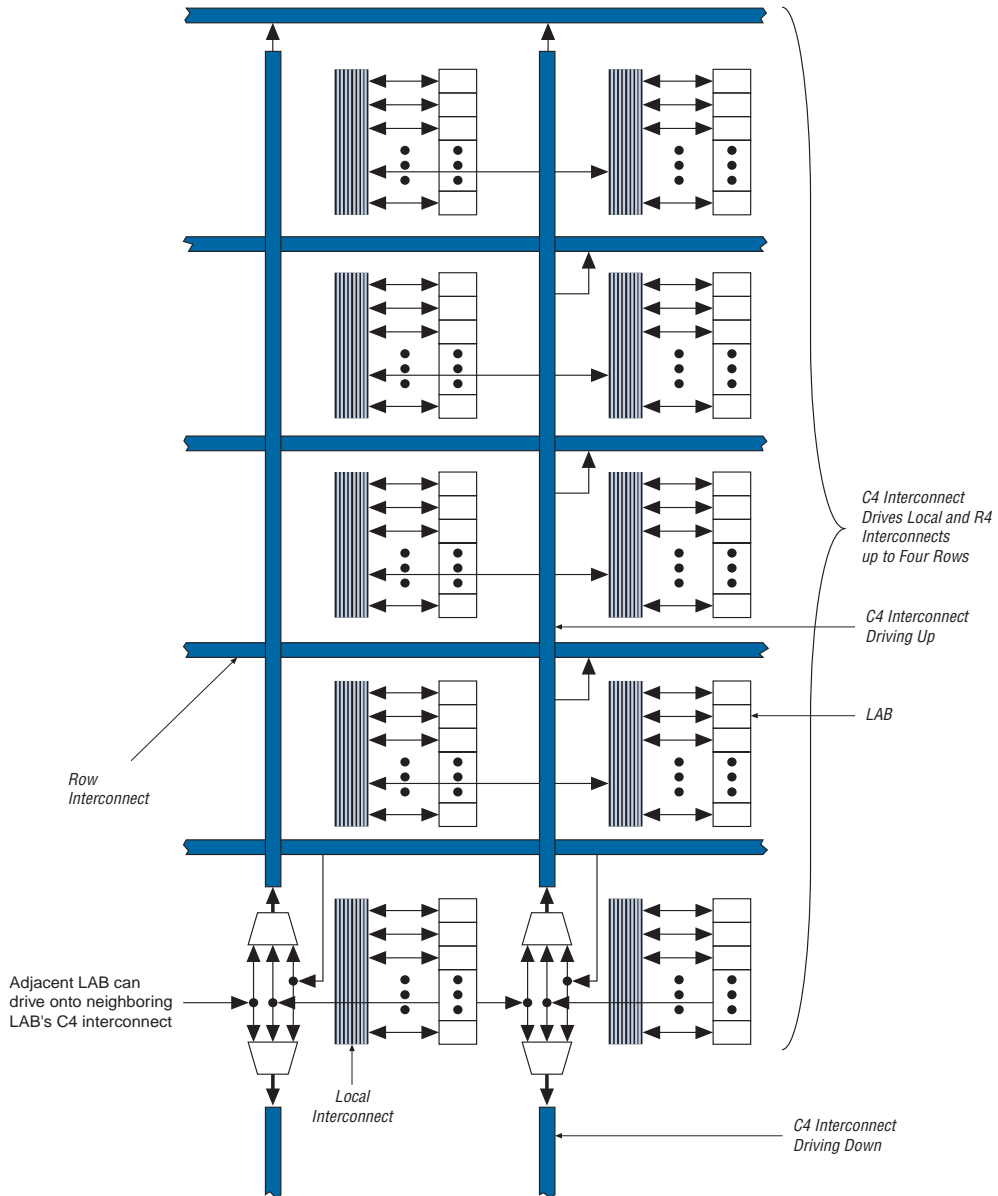 C4 Interconnect
Drives Local and R4
Interconnects
up to Four Rows
C4 Interconnect
Driving Up
LAB
Row
Interconnect
Adjacent LAB can
drive onto neighboring
LAB's C4 interconnect
Local
Interconnect
C4 Interconnect
Driving Down